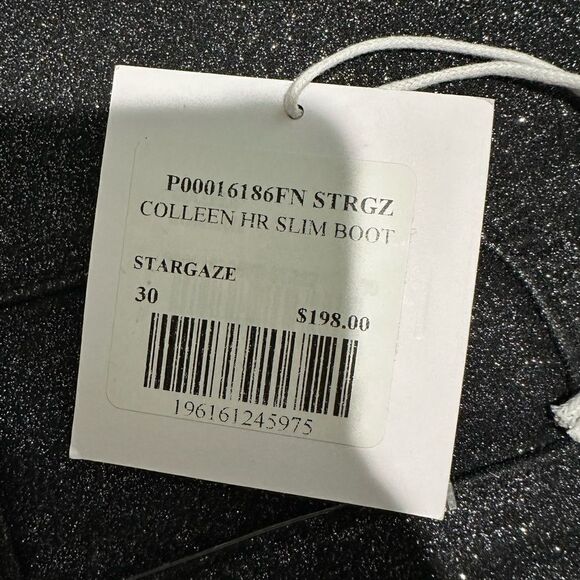 P00016186FN STRGZ
COLLEEN HR SLIM BOOT
STARGAZE
30
$198.00
196161245975